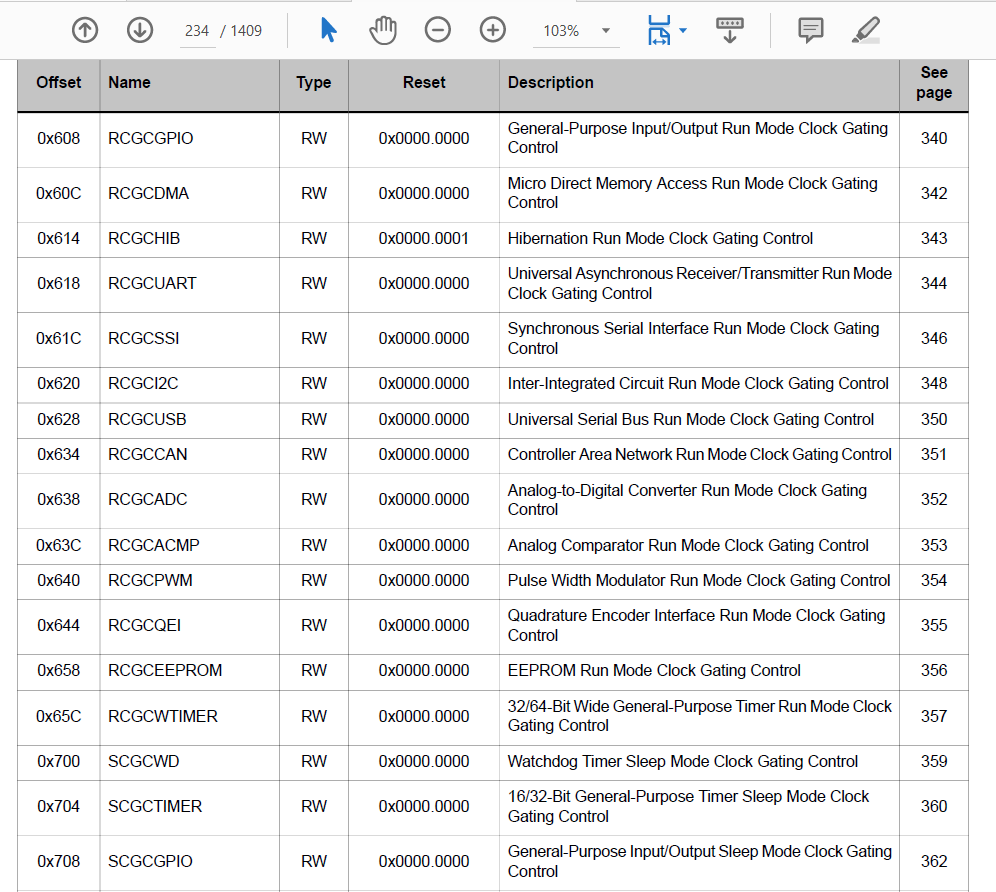 234 / 1409 103%
Offset Name Type Reset Description See page
0x608 RCGCGPIO RW 0x0000.0000 General-Purpose Input/Output Run Mode Clock Gating
Control 340
0x60C RCGCDMA RW 0x0000.0000 Micro Direct Memory Access Run Mode Clock Gating
Control 342
0x614 RCGCHIB RW 0x0000.0001 Hibernation Run Mode Clock Gating Control 343
0x618 RCGCUART RW 0x0000.0000 Universal Asynchronous Receiver/Transmitter Run Mode
Clock Gating Control 344
0x61C RCGCSSI RW 0x0000.0000 Synchronous Serial Interface Run Mode Clock Gating
Control 346
0x620 RCGCI2C RW 0x0000.0000 Inter-Integrated Circuit Run Mode Clock Gating Control 348
0x628 RCGCUSB RW 0x0000.0000 Universal Serial Bus Run Mode Clock Gating Control 350
0x634 RCGCCAN RW 0x0000.0000 Controller Area Network Run Mode Clock Gating Control 351
0x638 RCGCADC RW 0x0000.0000 Analog-to-Digital Converter Run Mode Clock Gating
Control 352
0x63C RCGCACMP RW 0x0000.0000 Analog Comparator Run Mode Clock Gating Control 353
0x640 RCGCPWM RW 0x0000.0000 Pulse Width Modulator Run Mode Clock Gating Control 354
0x644 RCGCQEI RW 0x0000.0000 Quadrature Encoder Interface Run Mode Clock Gating
Control 355
0x658 RCGCEEPROM RW 0x0000.0000 EEPROM Run Mode Clock Gating Control 356
0x65C RCGCWTIMER RW 0x0000.0000 32/64-Bit Wide General-Purpose Timer Run Mode Clock
Gating Control 357
0x700 SCGCWD RW 0x0000.0000 Watchdog Timer Sleep Mode Clock Gating Control 359
0x704 SCGCTIMER RW 0x0000.0000 16/32-Bit General-Purpose Timer Sleep Mode Clock
Gating Control 360
0x708 SCGCGPIO RW 0x0000.0000 General-Purpose Input/Output Sleep Mode Clock Gating
Control 362